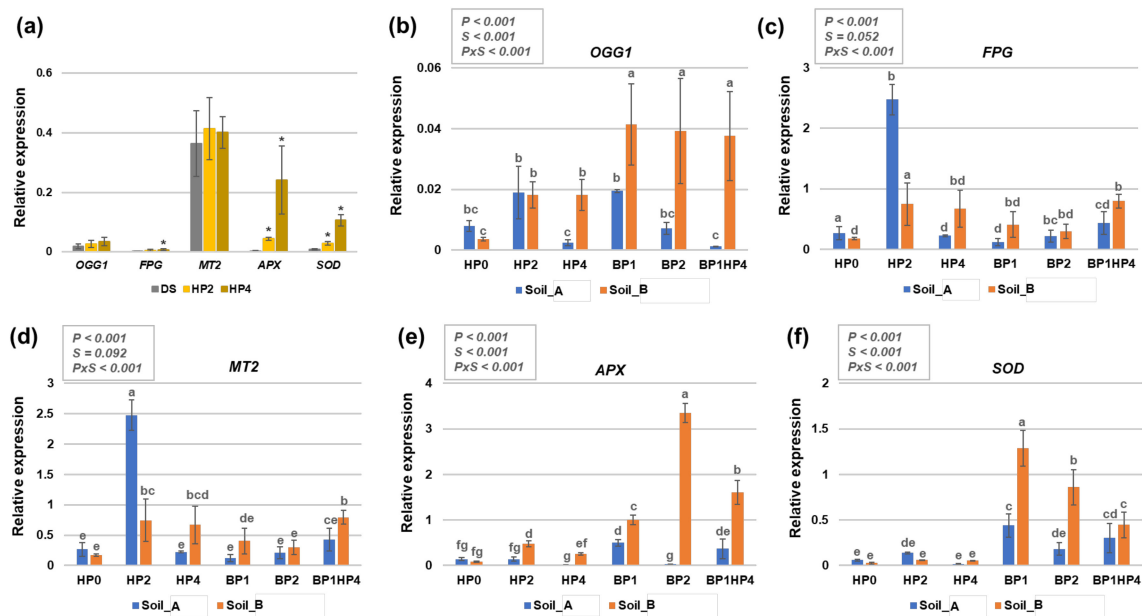 (a)
Relative expression
0.6
0.4
0.2
0
*
*
*
*
*
OGG1 FPG MT2 APX SOD
DS HP2 HP4
(b)
P < 0.001
S < 0.001
PxS < 0.001
OGG1
Relative expression
0.06
0.04
0.02
0
bc c b b c b b a bc a c a
HP0 HP2 HP4 BP1 BP2 BP1HP4
Soil_A Soil_B
(c)
P < 0.001
S = 0.052
PxS < 0.001
FPG
Relative expression
3
2
1
0
a d b a d bd d bd bc bd cd b
HP0 HP2 HP4 BP1 BP2 BP1HP4
Soil_A Soil_B
(d)
P < 0.001
S = 0.092
PxS < 0.001
MT2
Relative expression
3
2.5
2
1.5
1
0.5
0
e e a bc e bcd e de e e ce b
HP0 HP2 HP4 BP1 BP2 BP1HP4
Soil_A Soil_B
(e)
P < 0.001
S < 0.001
PxS < 0.001
APX
Relative expression
4
3
2
1
0
fg fg fg d g ef d b g a de b
HP0 HP2 HP4 BP1 BP2 BP1HP4
Soil_A Soil_B
(f)
P < 0.001
S < 0.001
PxS < 0.001
SOD
Relative expression
2
1.5
1
0.5
0
e e de de e e c a de b cd c
HP0 HP2 HP4 BP1 BP2 BP1HP4
Soil_A Soil_B